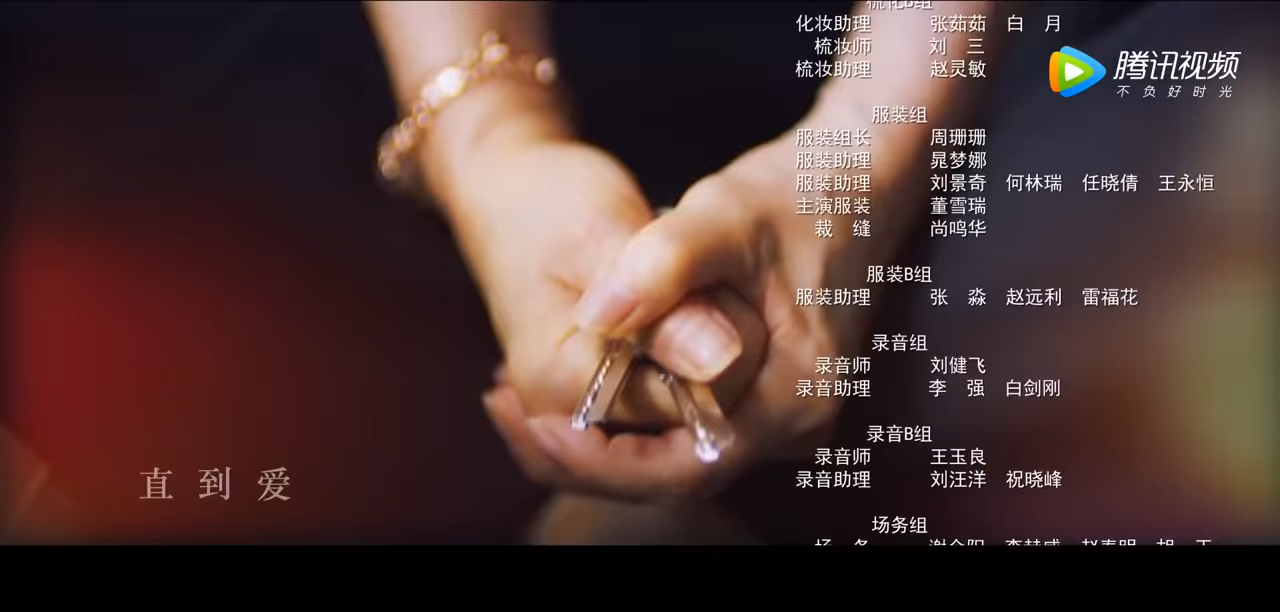 梳化B组
化妆助理 张茹茹 白 月
梳妆师 刘 三
梳妆助理 赵灵敏
腾讯视频
不负好时光
服装组
服装组长 周珊珊
服装助理 晁梦娜
服装助理 刘景奇 何林瑞 任晓倩 王永恒
主演服装 董雪瑞
裁 缝 尚鸣华
服装B组
服装助理 张 淼 赵远利 雷福花
录音组
录音师 刘健飞
录音助理 李 强 白剑刚
录音B组
录音师 王玉良
录音助理 刘汪洋 祝晓峰
直到爱
场务组